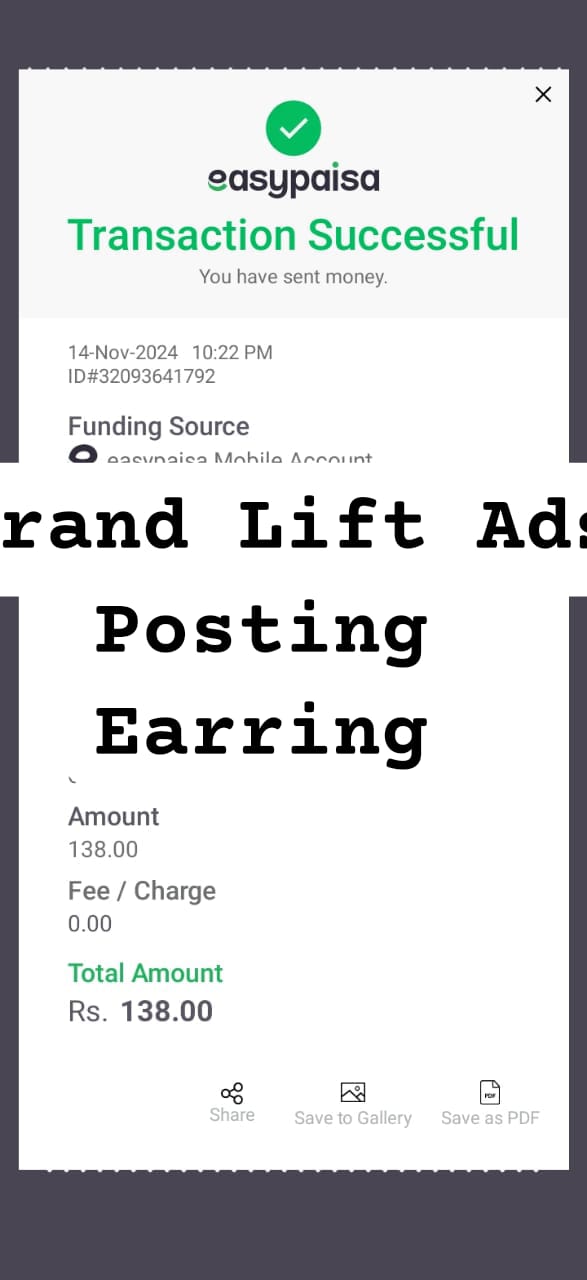 easypaisa
Transaction Successful
You have sent money.
14-Nov-2024 10:22 PM
ID#32093641792
Funding Source
easypaisa Mobile Account
rand Lift Ads
Posting
Earring
Amount
138.00
Fee / Charge
0.00
Total Amount
Rs. 138.00
Share
Save to Gallery
PDF
Save as PDF